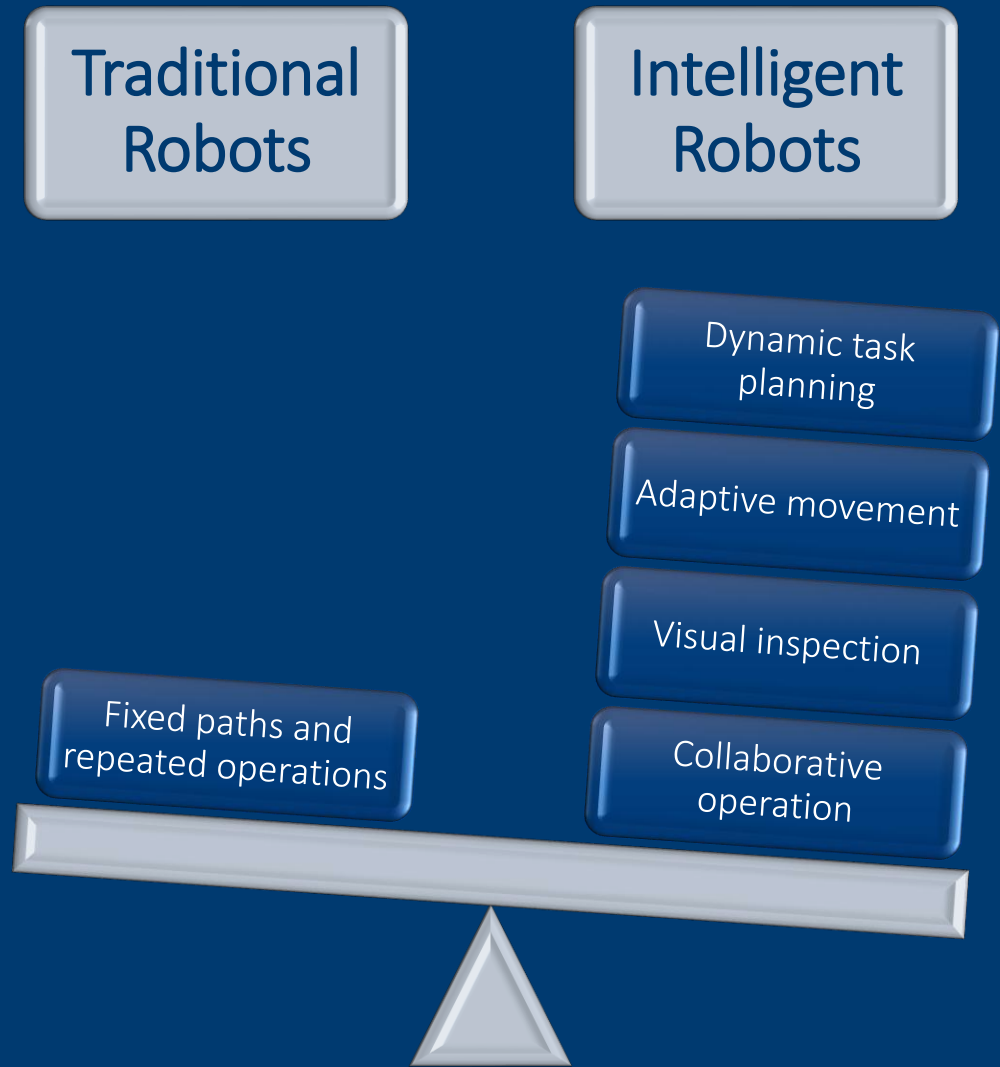 Traditional
Robots
Intelligent
Robots
Dynamic task
planning
Adaptive movement
Visual inspection
Collaborative
operation
Fixed paths and
repeated operations